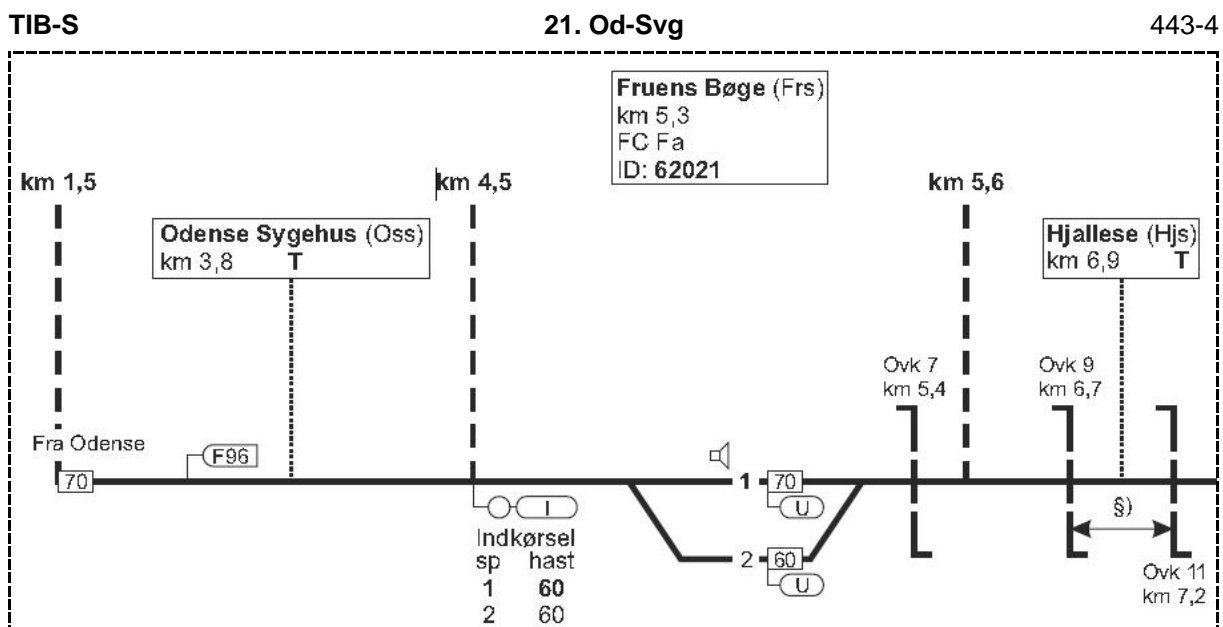 TIB-S 21. Od-Svg 443-4
Fruens Bøge (Frs)
km 5,3
FC Fa
ID: 62021
km 1,5
km 4,5
km 5,6
Odense Sygehus (Oss)
km 3,8 T
Hjallese (Hjs)
km 6,9 T
Ovk 7
km 5,4
Ovk 9
km 6,7
Fra Odense
F96
70
1 70
I
U
§)
Indkørsel
sp hast
1 60
2 60
2 60
U
Ovk 11
km 7,2